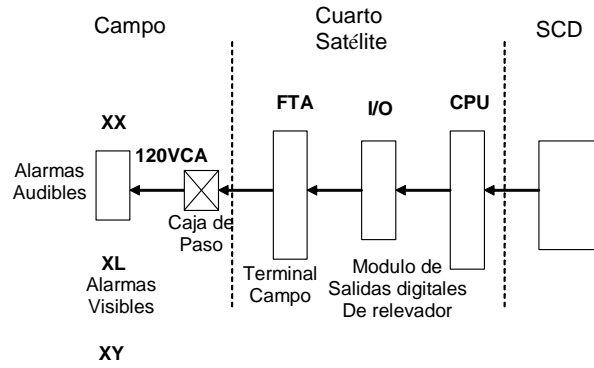 Campo
Cuarto
Satélite
SCD
FTA
I/O
CPU
XX
120VCA
Alarmas
Audibles
Caja de
Paso
Terminal
Campo
Modulo de
Salidas digitales
De relevador
XL
Alarmas
Visibles
XY